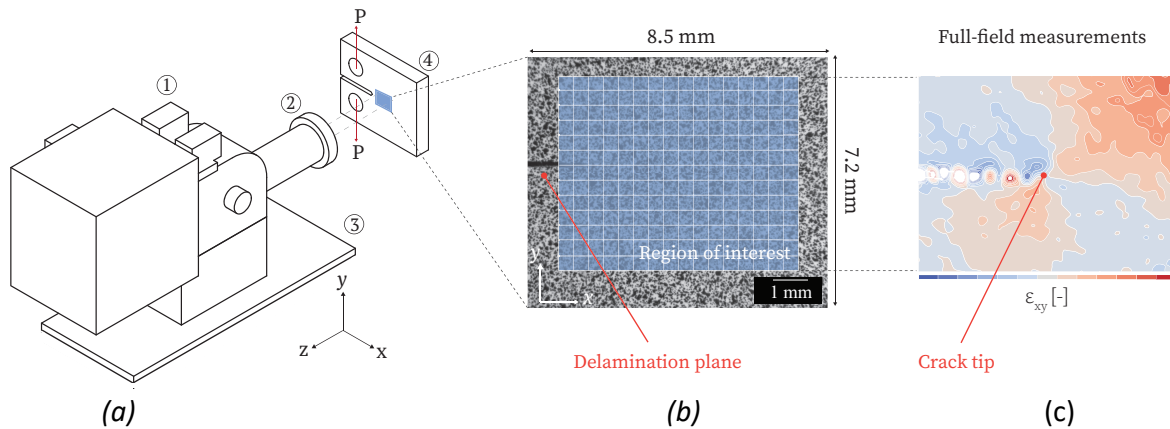 ①
②
③
④
P
P
y
z
x
(a)
8.5 mm
7.2 mm
Region of interest
y
x
1 mm
Delamination plane
(b)
Full-field measurements
ε_xy [-]
Crack tip
(c)